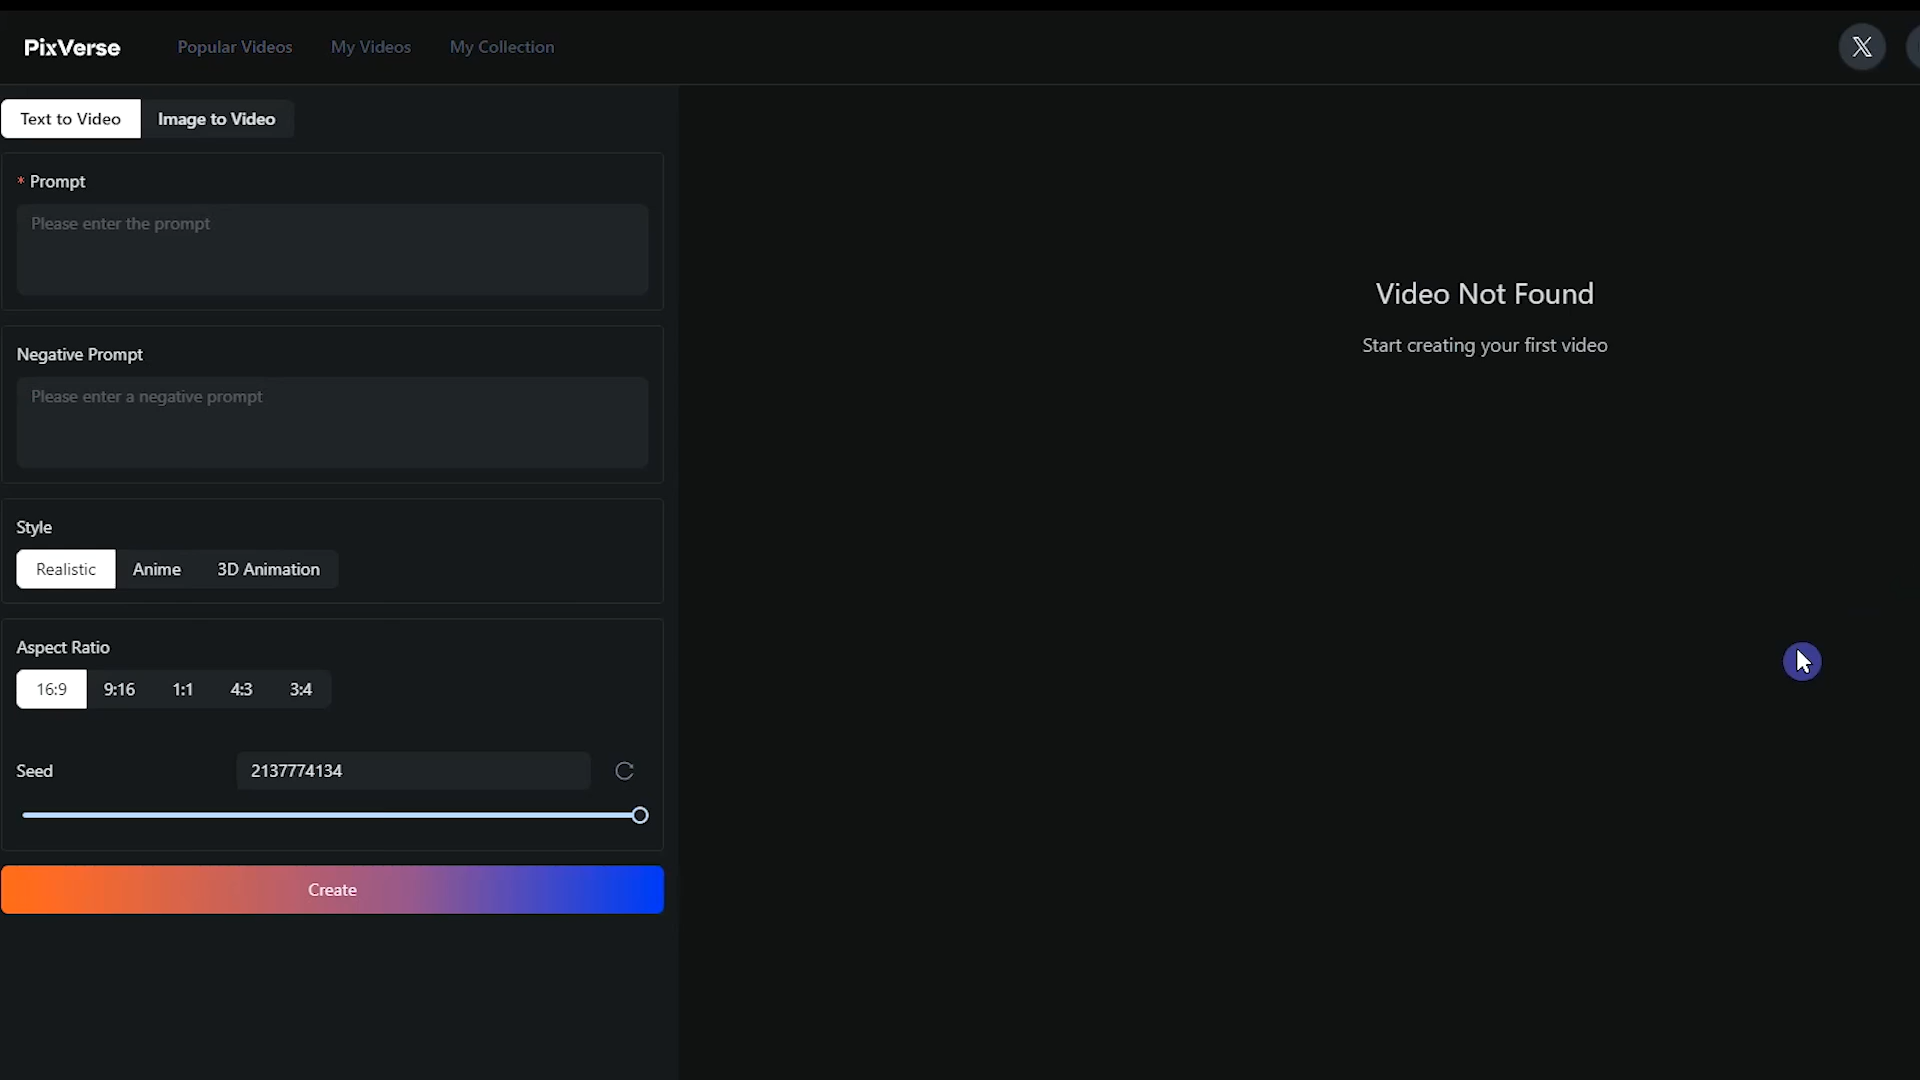 PixVerse
Popular Videos
My Videos
My Collection
Text to Video
Image to Video
* Prompt
Please enter the prompt
Negative Prompt
Please enter a negative prompt
Style
Realistic
Anime
3D Animation
Aspect Ratio
16:9
9:16
1:1
4:3
3:4
Seed
2137774134
Create
Video Not Found
Start creating your first video